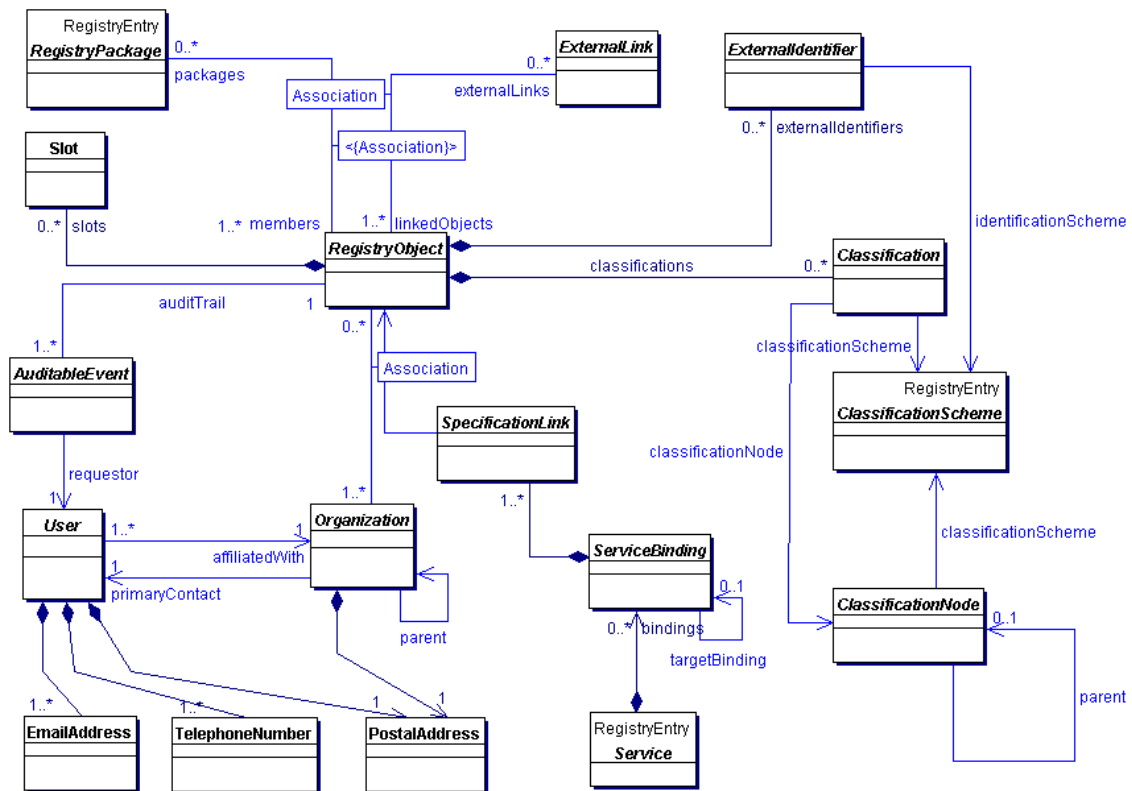 RegistryEntry
RegistryPackage
0..*
packages
Association
<{Association}>
ExternalLink
0..*
externalLinks
ExternalIdentifier
0..* externalIdentifiers
identificationScheme
Slot
0..* slots
1..* members
1..* linkedObjects
RegistryObject
classifications
0..*
Classification
auditTrail
1
0..*
1..*
AuditableEvent
Association
classificationScheme
RegistryEntry
ClassificationScheme
SpecificationLink
classificationNode
requestor
1
User
1..*
1
affiliatedWith
1
primaryContact
1..*
Organization
parent
1..*
ServiceBinding
0..1
0..* bindings
targetBinding
classificationScheme
ClassificationNode
0..1
parent
1..*
EmailAddress
1..*
TelephoneNumber
1
1
PostalAddress
RegistryEntry
Service